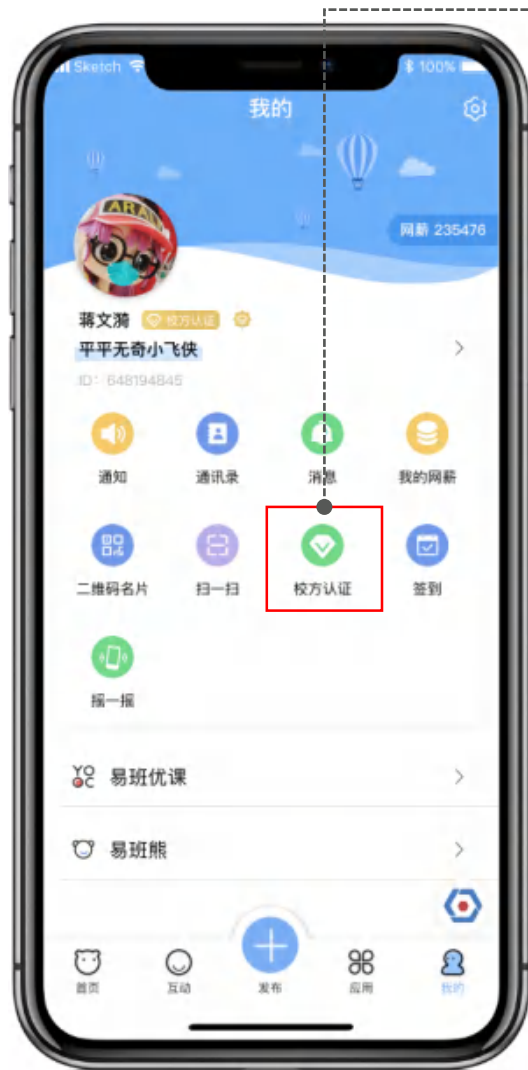 Sketch 100%
我的
网薪 235476
ARALE
蒋文漪 校方认证
平平无奇小飞侠
ID: 648194845
通知 通讯录 消息 我的网薪
二维码名片 扫一扫 校方认证 签到
摇一摇
YOOC 易班优课
易班熊
首页 互动 发布 应用 我的